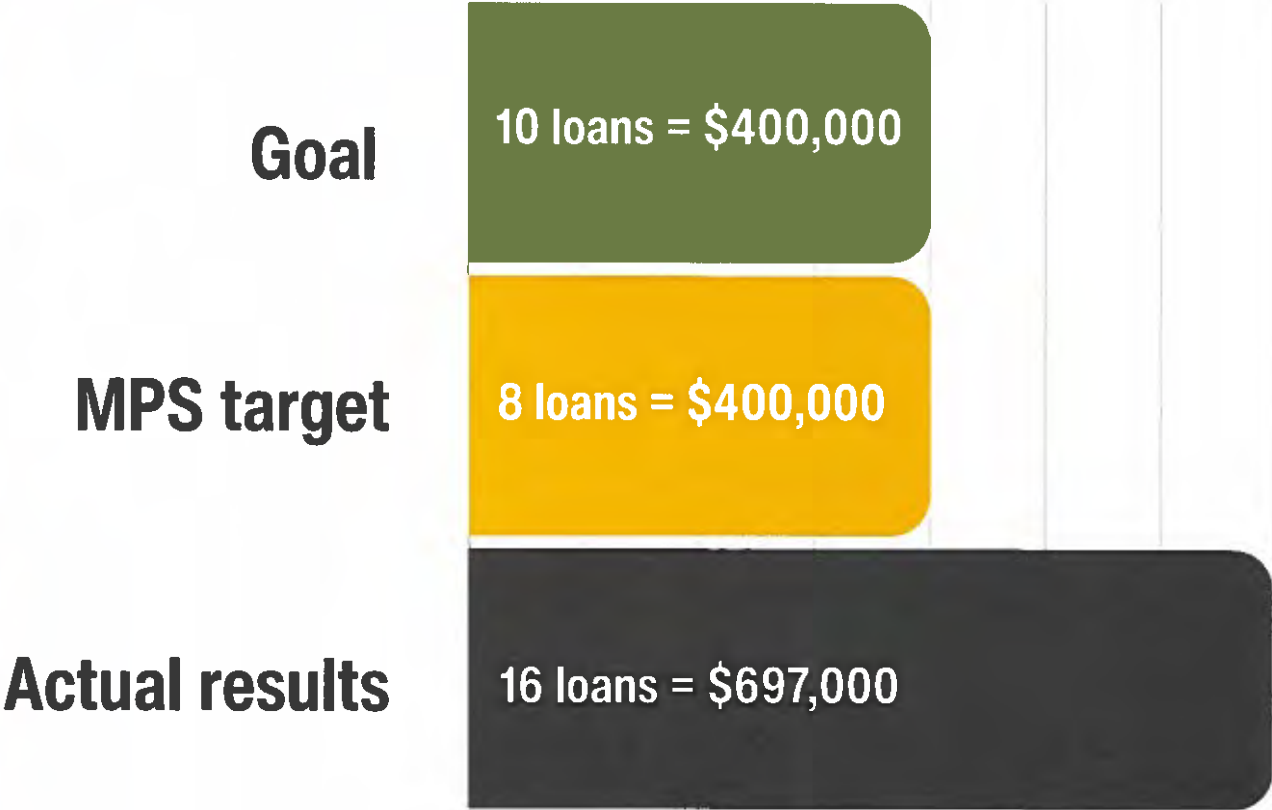 Goal
10 loans = $400,000
MPS target
8 loans = $400,000
Actual results
16 loans = $697,000